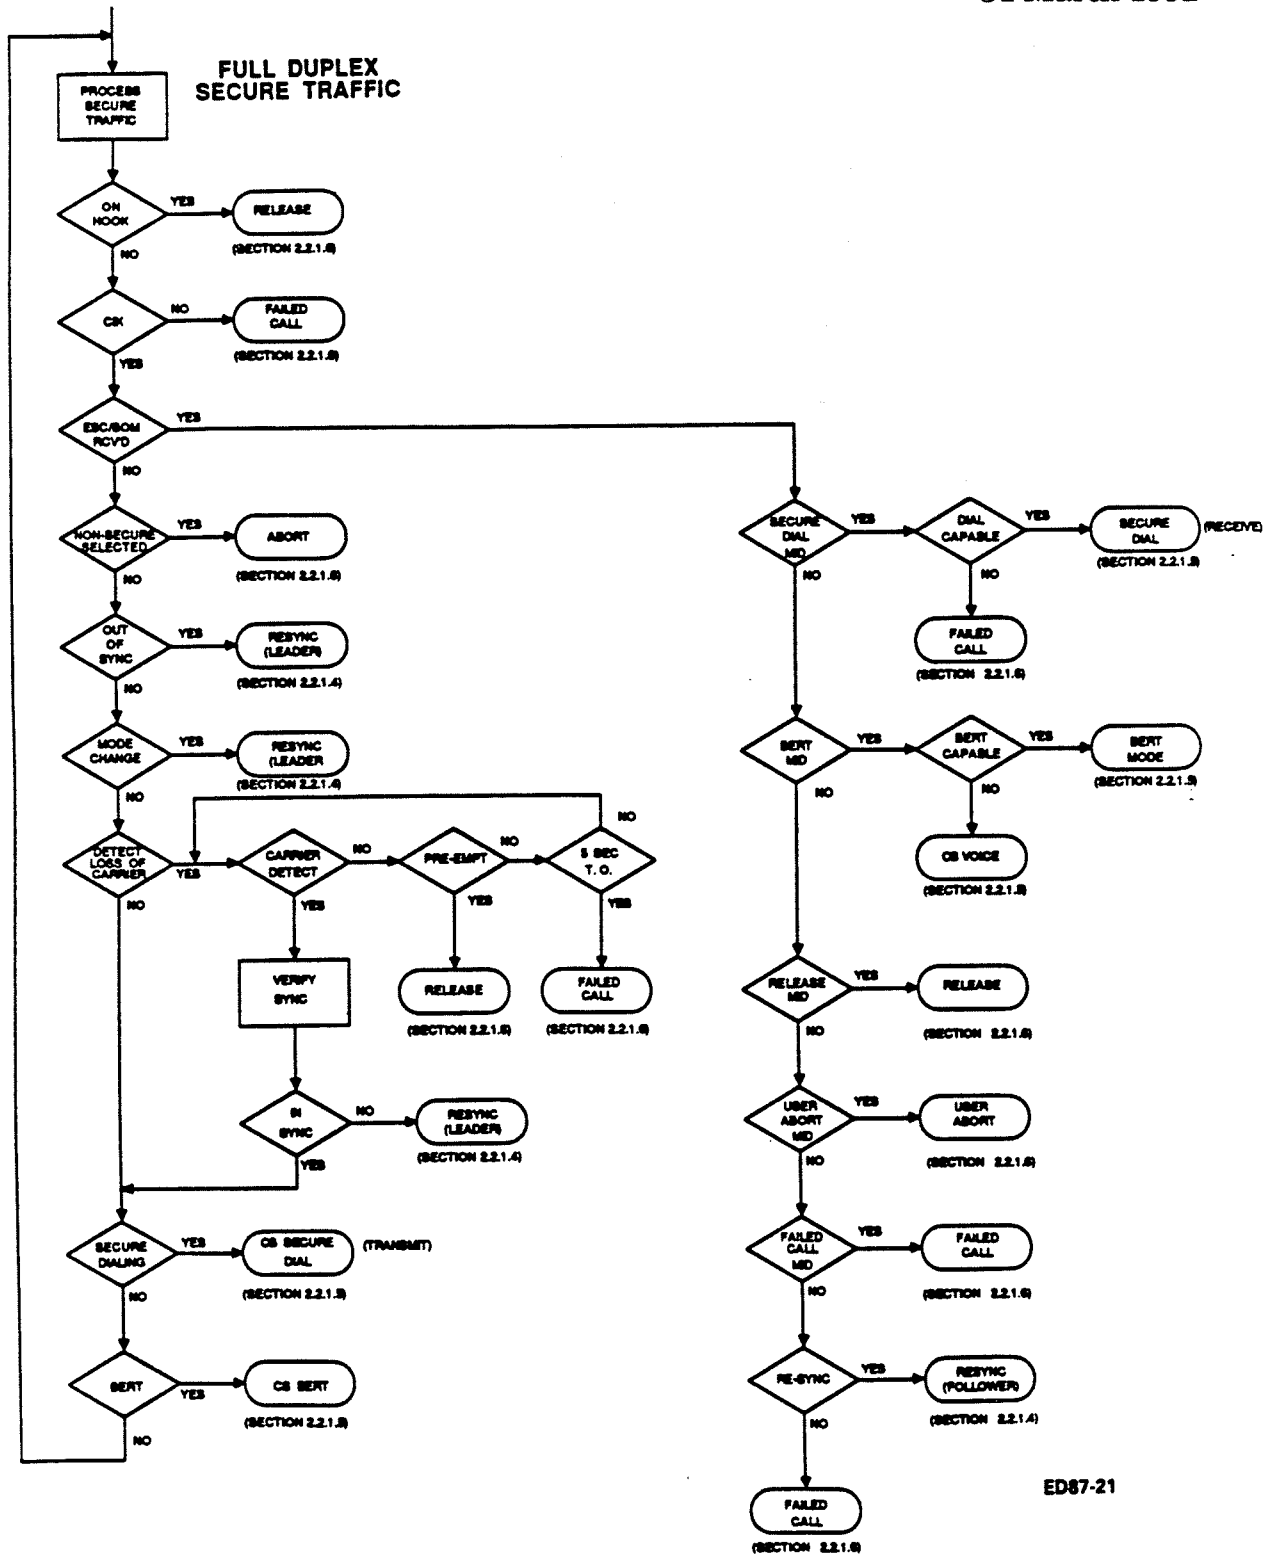 FULL DUPLEX
SECURE TRAFFIC
PROCESS
SECURE
TRAFFIC
ON
HOOK
YES
RELEASE
(SECTION 2.2.1.6)
NO
CIK
NO
FAILED
CALL
(SECTION 2.2.1.6)
YES
ESC/SOM
RCV'D
YES
NO
NON-SECURE
SELECTED
YES
ABORT
(SECTION 2.2.1.6)
NO
OUT
OF
SYNC
YES
RESYNC
(LEADER)
(SECTION 2.2.1.4)
NO
MODE
CHANGE
YES
RESYNC
(LEADER
(SECTION 2.2.1.4)
NO
DETECT
LOSS OF
CARRIER
YES
NO
CARRIER
DETECT
NO
YES
PRE-EMPT
NO
YES
5 SEC
T.O.
NO
YES
VERIFY
SYNC
RELEASE
(SECTION 2.2.1.6)
FAILED
CALL
(SECTION 2.2.1.6)
IN
SYNC
NO
RESYNC
(LEADER)
(SECTION 2.2.1.4)
YES
SECURE
DIALING
YES
CS SECURE
DIAL
(TRANSMIT)
(SECTION 2.2.1.5)
NO
BERT
YES
CS BERT
(SECTION 2.2.1.5)
NO
SECURE
DIAL
MID
YES
DIAL
CAPABLE
YES
SECURE
DIAL
(RECEIVE)
(SECTION 2.2.1.5)
NO
NO
FAILED
CALL
(SECTION 2.2.1.6)
BERT
MID
YES
BERT
CAPABLE
YES
BERT
MODE
(SECTION 2.2.1.5)
NO
NO
CS VOICE
(SECTION 2.2.1.5)
RELEASE
MID
YES
RELEASE
(SECTION 2.2.1.6)
NO
USER
ABORT
MID
YES
USER
ABORT
(SECTION 2.2.1.6)
NO
FAILED
CALL
MID
YES
FAILED
CALL
(SECTION 2.2.1.6)
NO
RE-SYNC
YES
RESYNC
(FOLLOWER)
(SECTION 2.2.1.4)
NO
FAILED
CALL
(SECTION 2.2.1.6)
ED87-21